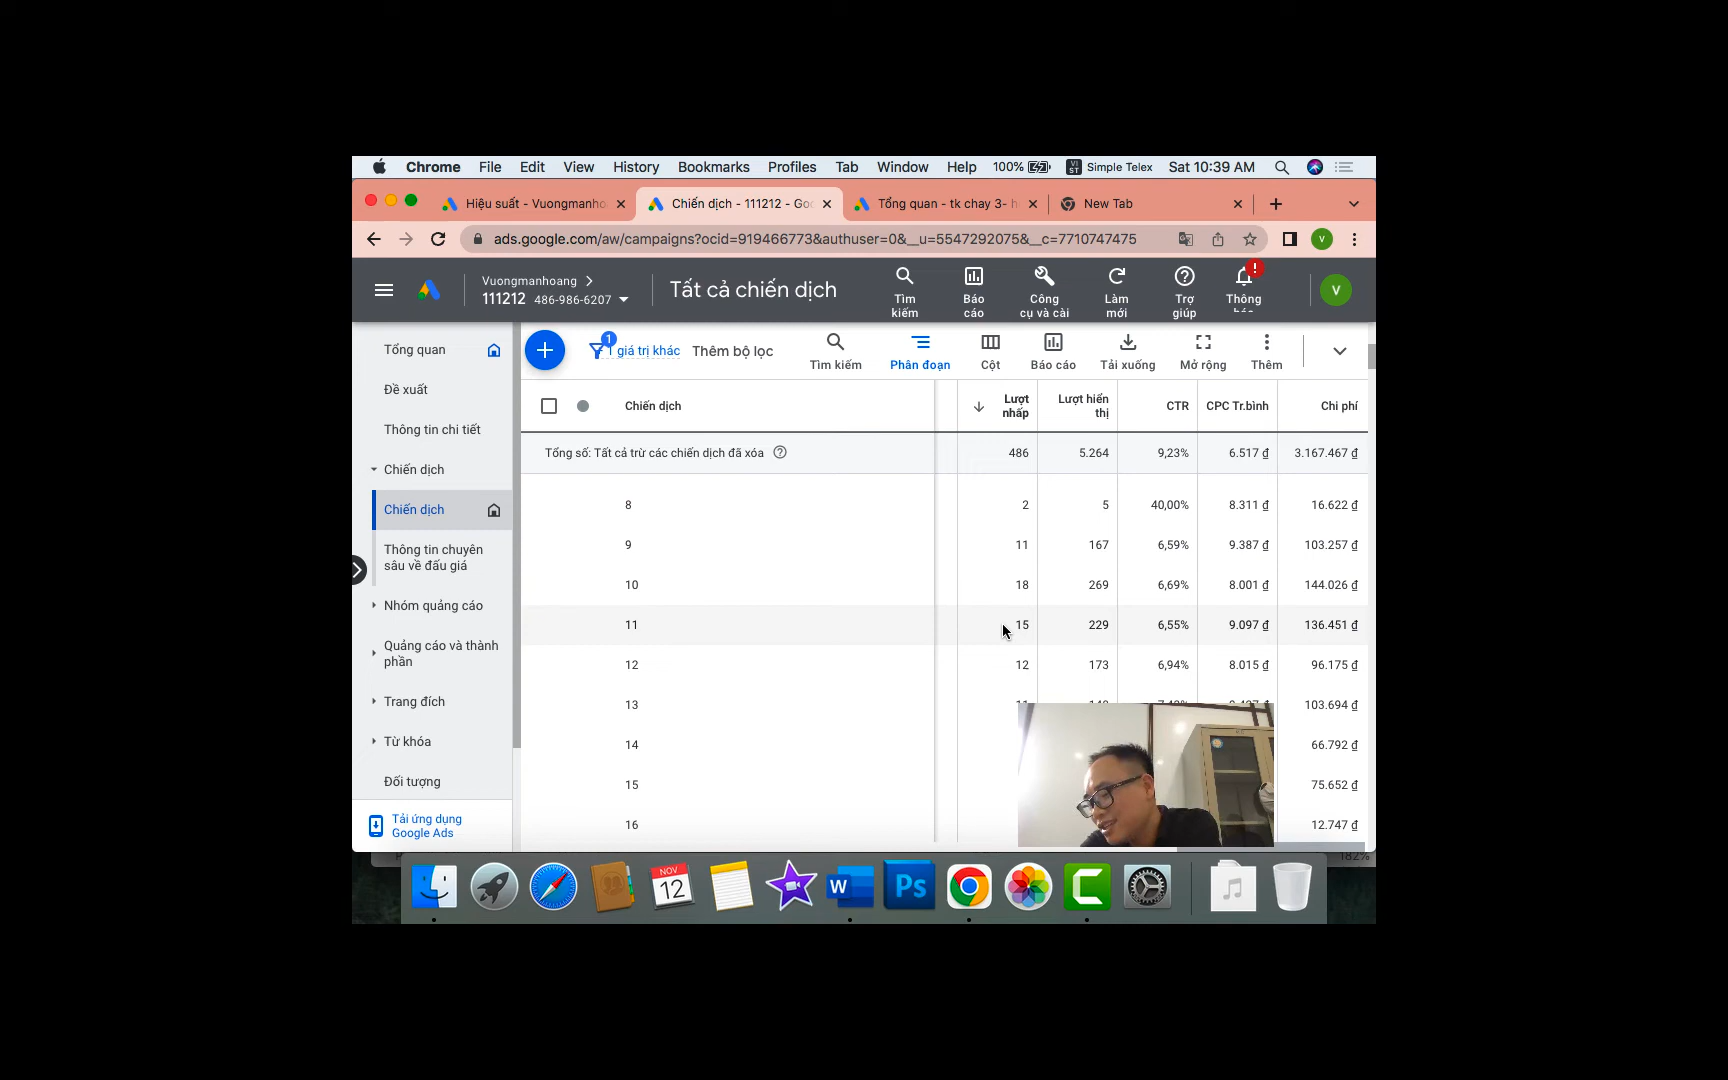 Chrome File Edit View History Bookmarks Profiles Tab Window Help 100% VI ST Simple Telex Sat 10:39 AM
Hiệu suất - Vuongmanho Chiến dịch - 111212 - Goo Tổng quan - tk chay 3- h New Tab
ads.google.com/aw/campaigns?ocid=919466773&authuser=0&__u=5547292075&__c=7710747475 V
Vuongmanhoang
111212 486-986-6207
Tất cả chiến dịch
Tìm kiếm
Báo cáo
Công cụ và cài
Làm mới
Trợ giúp
!
Thông
V
Tổng quan
Đề xuất
Thông tin chi tiết
Chiến dịch
Chiến dịch
Thông tin chuyên
sâu về đấu giá
Nhóm quảng cáo
Quảng cáo và thành
phần
Trang đích
Từ khóa
Đối tượng
Tải ứng dụng
Google Ads
1
1 giá trị khác Thêm bộ lọc
Tìm kiếm Phân đoạn Cột Báo cáo Tải xuống Mở rộng Thêm
Chiến dịch Lượt nhấp Lượt hiển thị CTR CPC Tr.bình Chi phí
Tổng số: Tất cả trừ các chiến dịch đã xóa 486 5.264 9,23% 6.517 ₫ 3.167.467 ₫
8 2 5 40,00% 8.311 ₫ 16.622 ₫
9 11 167 6,59% 9.387 ₫ 103.257 ₫
10 18 269 6,69% 8.001 ₫ 144.026 ₫
11 15 229 6,55% 9.097 ₫ 136.451 ₫
12 12 173 6,94% 8.015 ₫ 96.175 ₫
13 103.694 ₫
14 66.792 ₫
15 75.652 ₫
16 12.747 ₫
182%
NOV
12
W
Ps